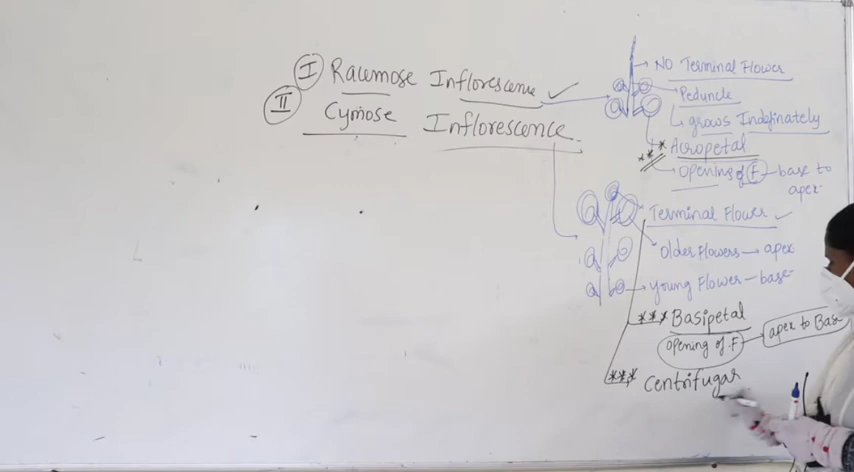 I Racemose Inflorescence
II Cymose Inflorescence
No Terminal Flower
Peduncle
grows Indefinately
* Acropetal
**
opening of F - base to
apex.
Terminal Flower
Older Flowers → apex
young Flower - base
*** Basipetal
opening of F. apex to Base
*** Centrifugar